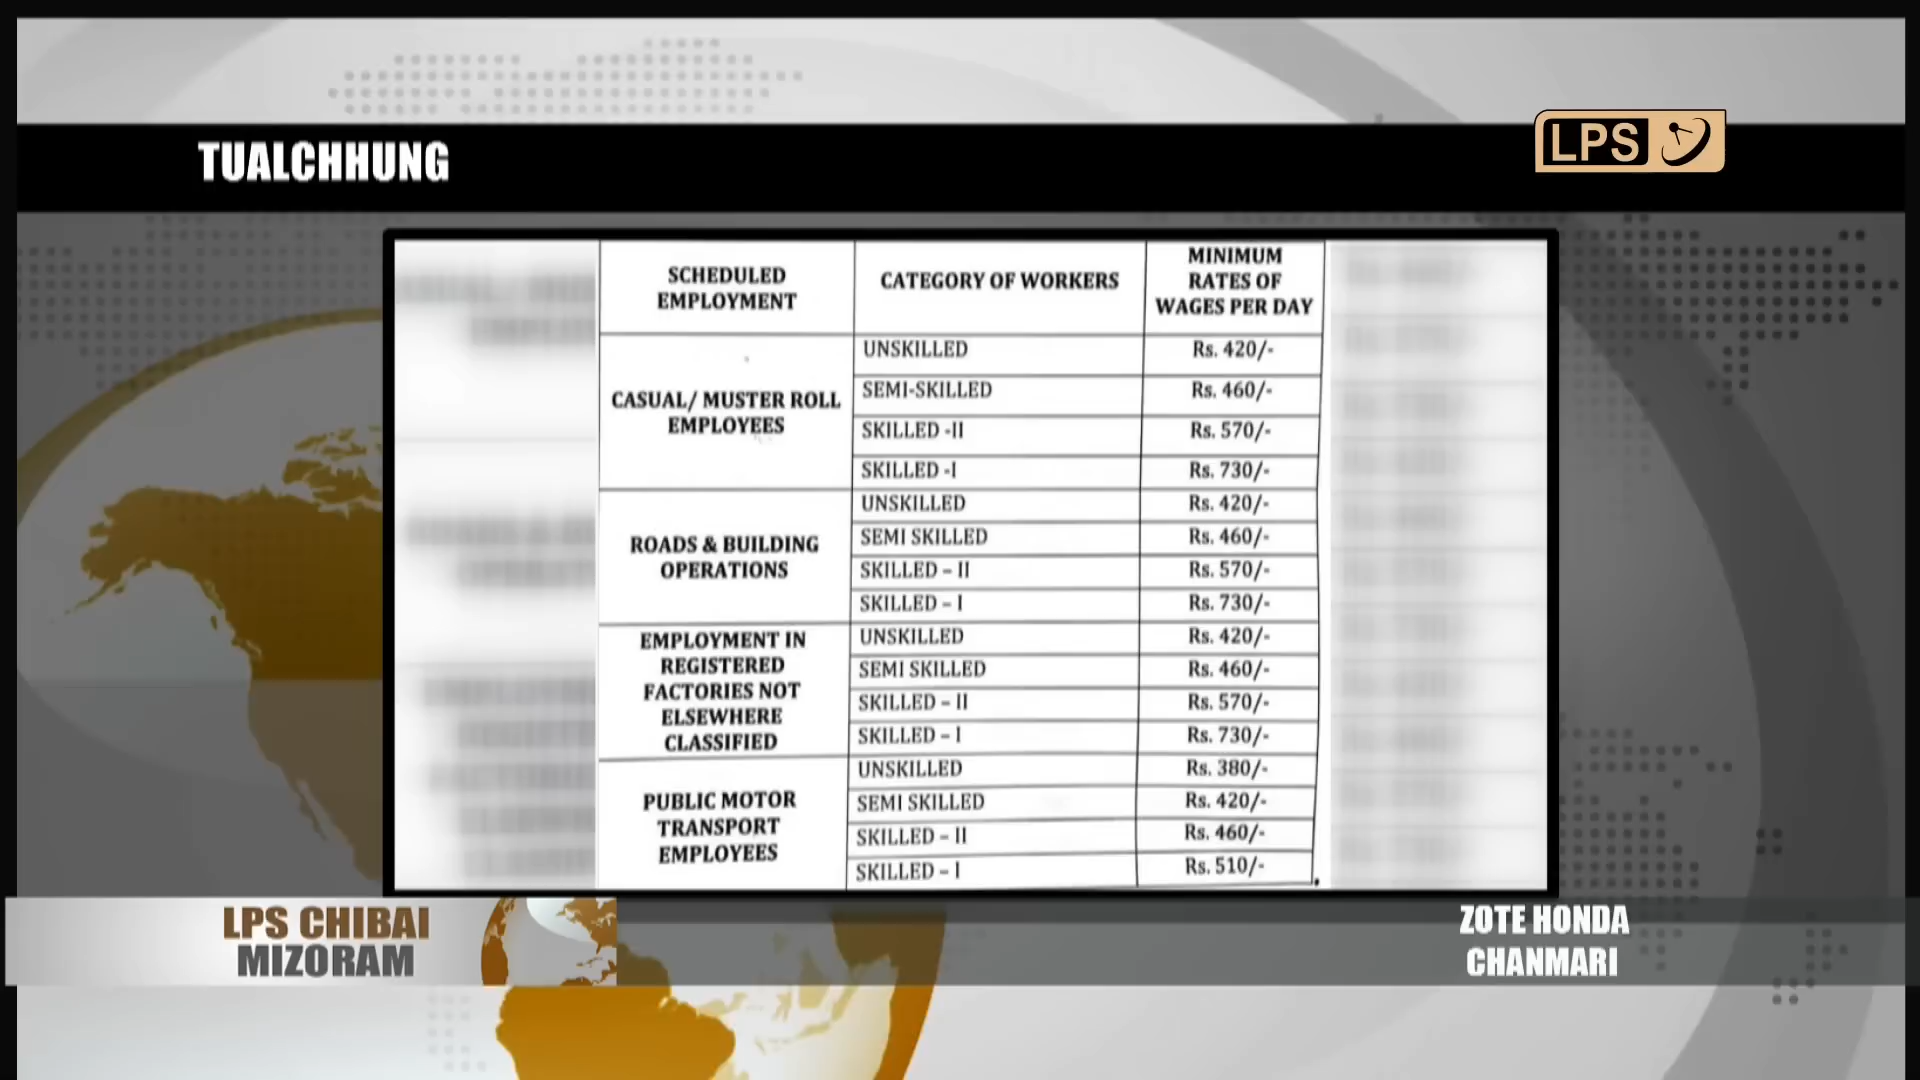 TUALCHHUNG
LPS
SCHEDULED
EMPLOYMENT
CATEGORY OF WORKERS
MINIMUM
RATES OF
WAGES PER DAY
CASUAL/ MUSTER ROLL
EMPLOYEES
UNSKILLED Rs. 420/-
SEMI-SKILLED Rs. 460/-
SKILLED -II Rs. 570/-
SKILLED -I Rs. 730/-
ROADS & BUILDING
OPERATIONS
UNSKILLED Rs. 420/-
SEMI SKILLED Rs. 460/-
SKILLED – II Rs. 570/-
SKILLED – I Rs. 730/-
EMPLOYMENT IN
REGISTERED
FACTORIES NOT
ELSEWHERE
CLASSIFIED
UNSKILLED Rs. 420/-
SEMI SKILLED Rs. 460/-
SKILLED – II Rs. 570/-
SKILLED – I Rs. 730/-
PUBLIC MOTOR
TRANSPORT
EMPLOYEES
UNSKILLED Rs. 380/-
SEMI SKILLED Rs. 420/-
SKILLED – II Rs. 460/-
SKILLED – I Rs. 510/-
LPS CHIBAI
MIZORAM
ZOTE HONDA
CHANMARI